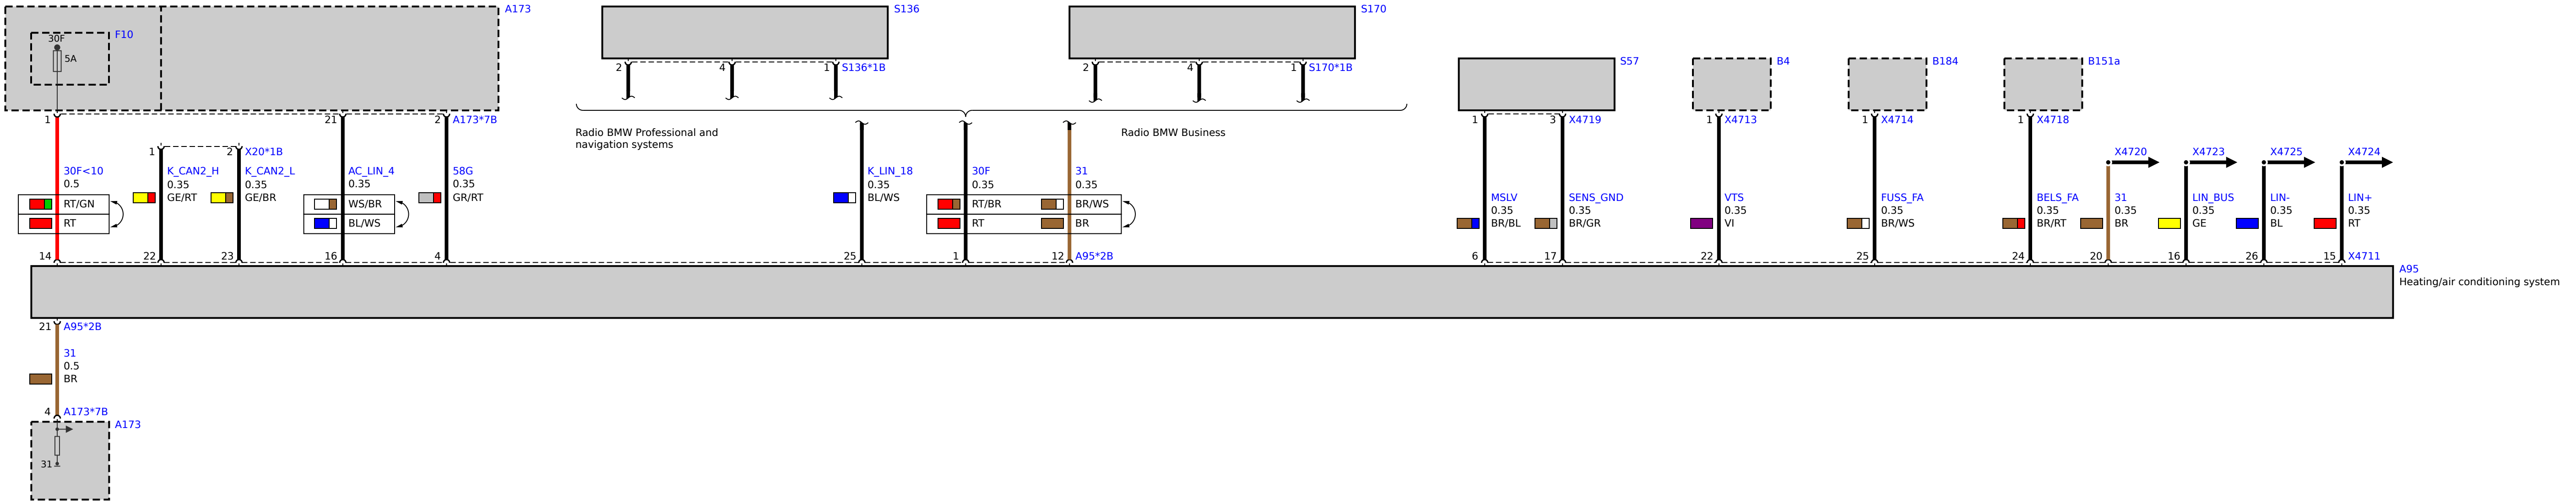 A173
S136
S170
F10
30F
5A
S57
B4
B184
B151a
2
4
1
S136*1B
2
4
1
S170*1B
1
21
2
A173*7B
1
3
X4719
1
X4713
1
X4714
1
X4718
Radio BMW Professional and
navigation systems
Radio BMW Business
1
2
X20*1B
X4720
X4723
X4725
X4724
30F<10
0.5
RT/GN
RT
K_CAN2_H
0.35
GE/RT
K_CAN2_L
0.35
GE/BR
AC_LIN_4
0.35
WS/BR
BL/WS
58G
0.35
GR/RT
K_LIN_18
0.35
BL/WS
30F
0.35
RT/BR
RT
31
0.35
BR/WS
BR
MSLV
0.35
BR/BL
SENS_GND
0.35
BR/GR
VTS
0.35
VI
FUSS_FA
0.35
BR/WS
BELS_FA
0.35
BR/RT
31
0.35
BR
LIN_BUS
0.35
GE
LIN-
0.35
BL
LIN+
0.35
RT
14
22
23
16
4
25
1
12
A95*2B
6
17
22
25
24
20
16
26
15
X4711
A95
Heating/air conditioning system
21
A95*2B
31
0.5
BR
4
A173*7B
A173
31